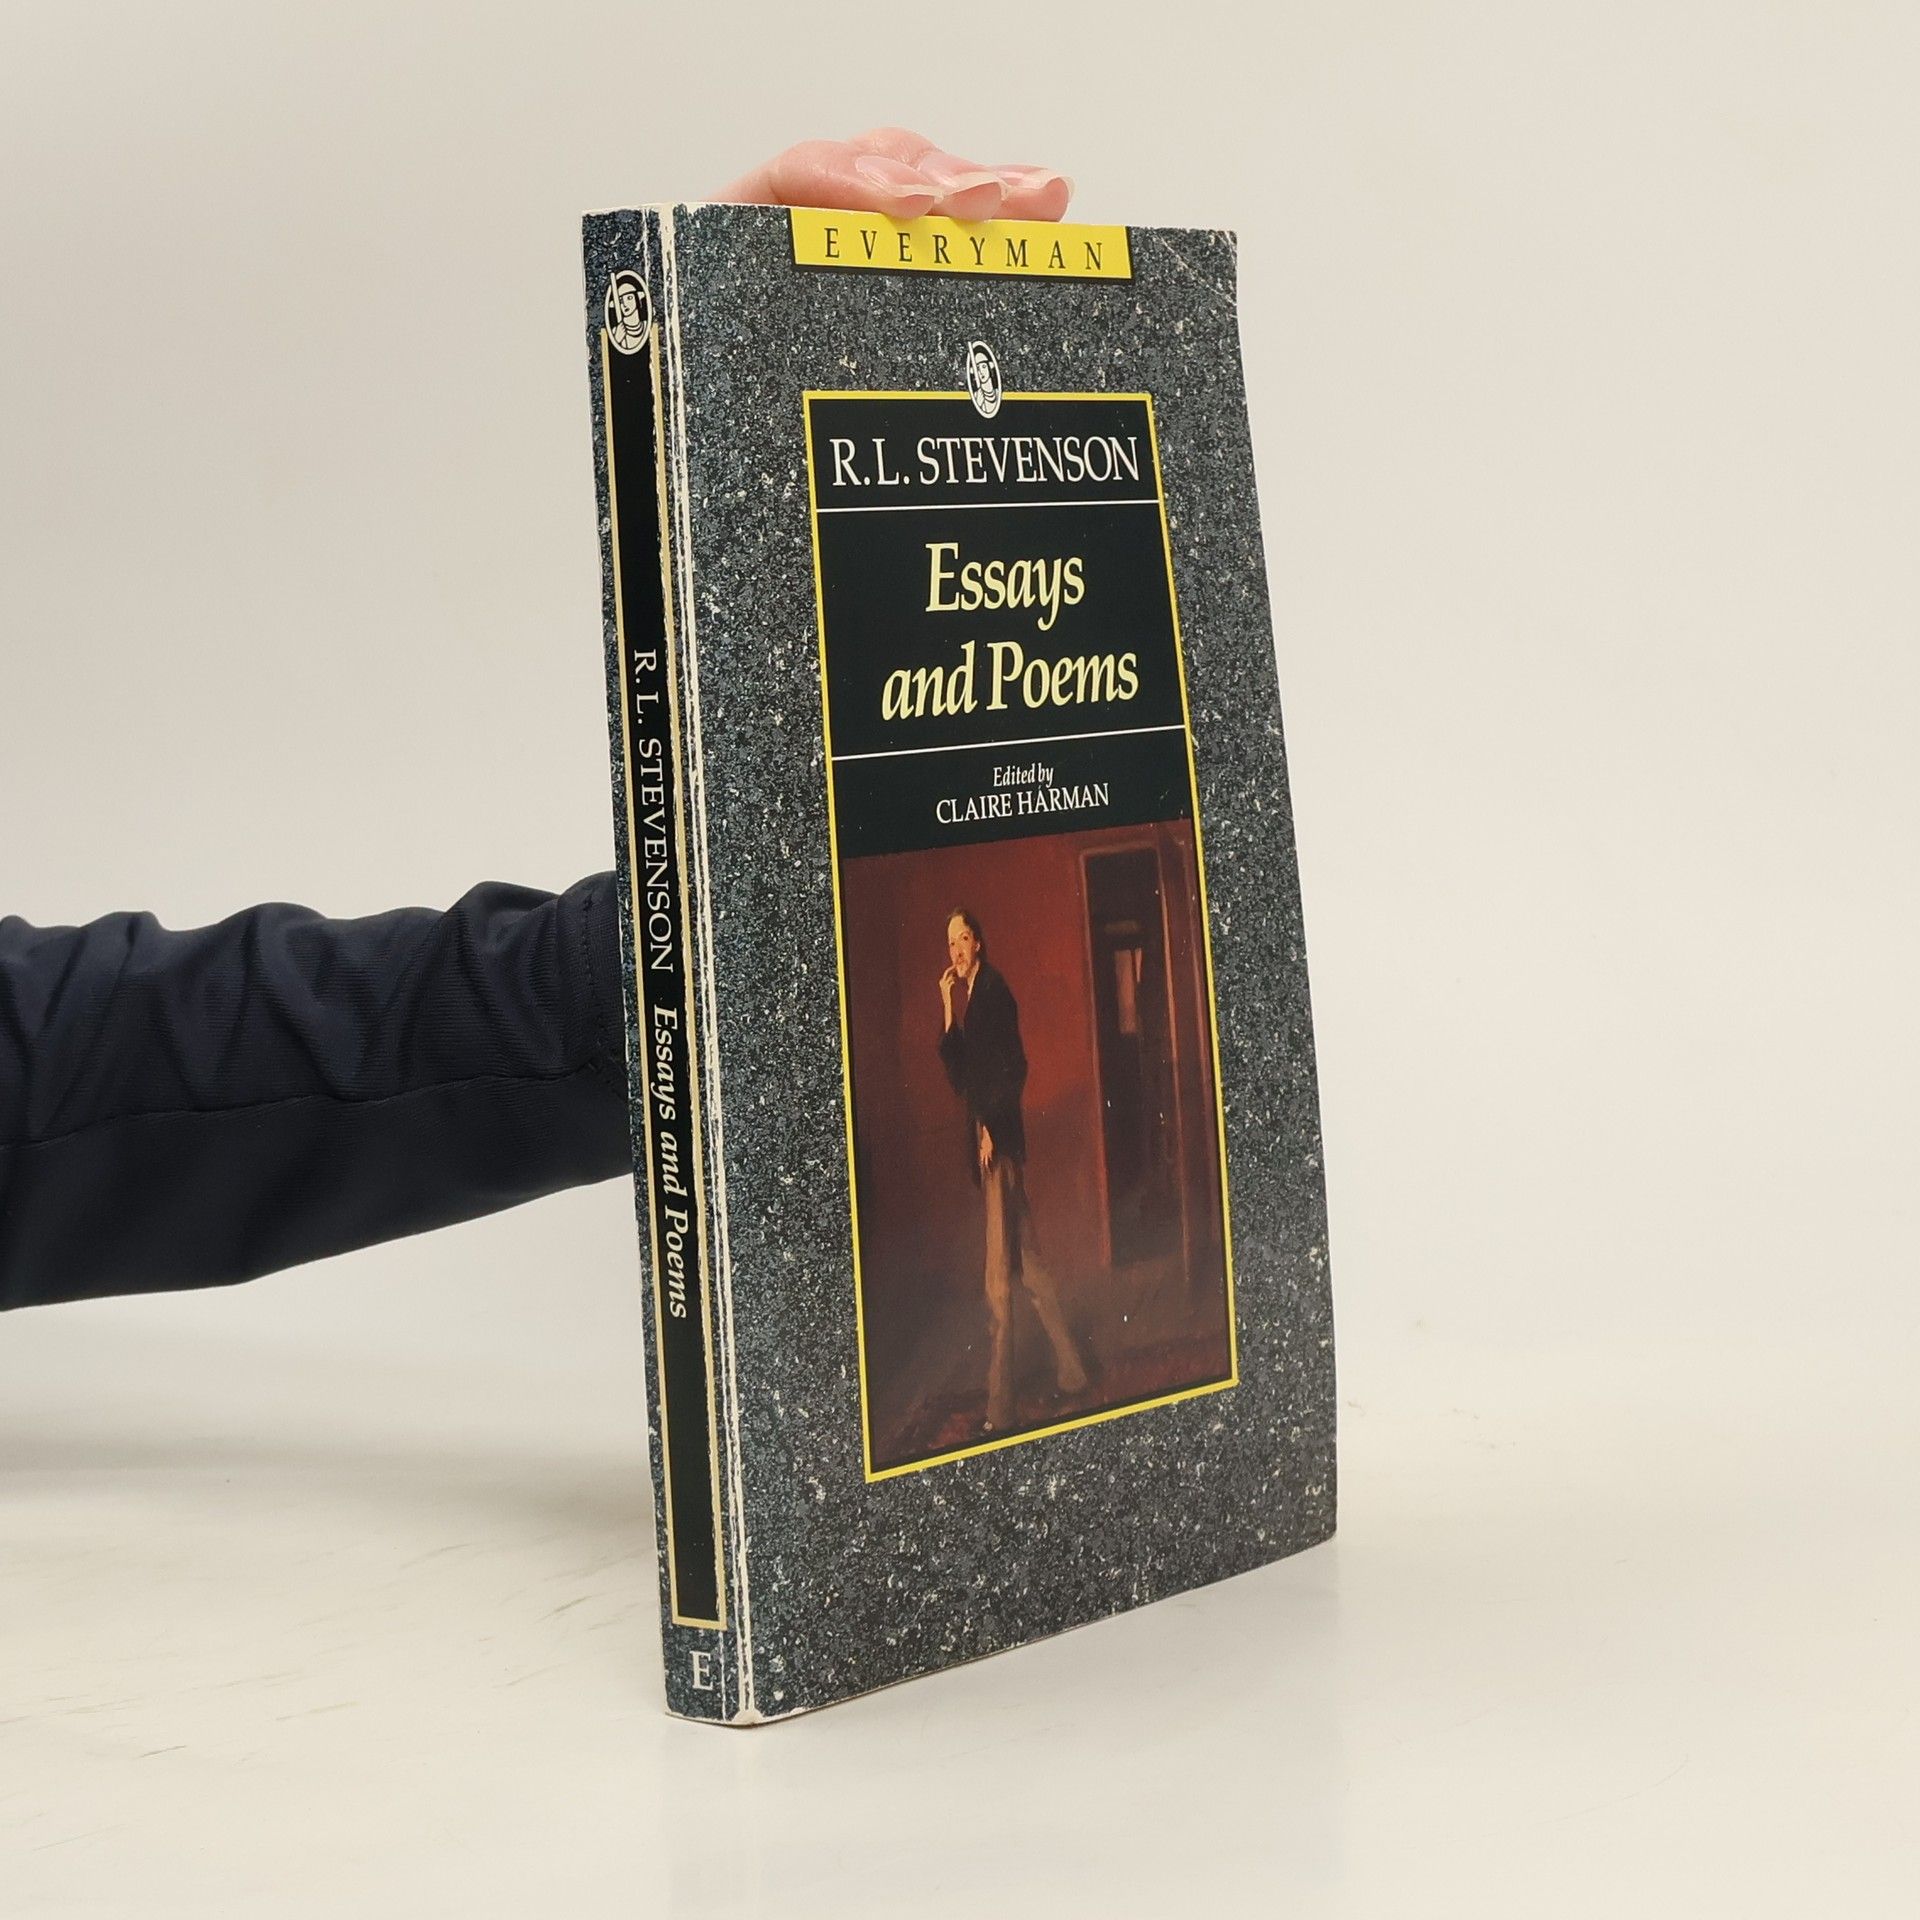 EVERYMAN
R.L. STEVENSON
Essays
and Poems
Edited by
CLAIRE HARMAN
R. L. STEVENSON Essays and Poems
E